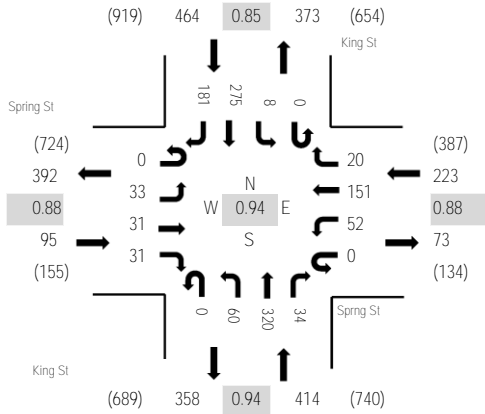 (919) 464 0.85 373 (654)
King St
Spring St
181 275 8 0
(724) (387)
0 20
392 223
33 N 151
0.88 W 0.94 E 0.88
31 S 52
95 73
31 0
(155) (134)
0 60 320 34
Sprng St
King St
(689) 358 0.94 414 (740)